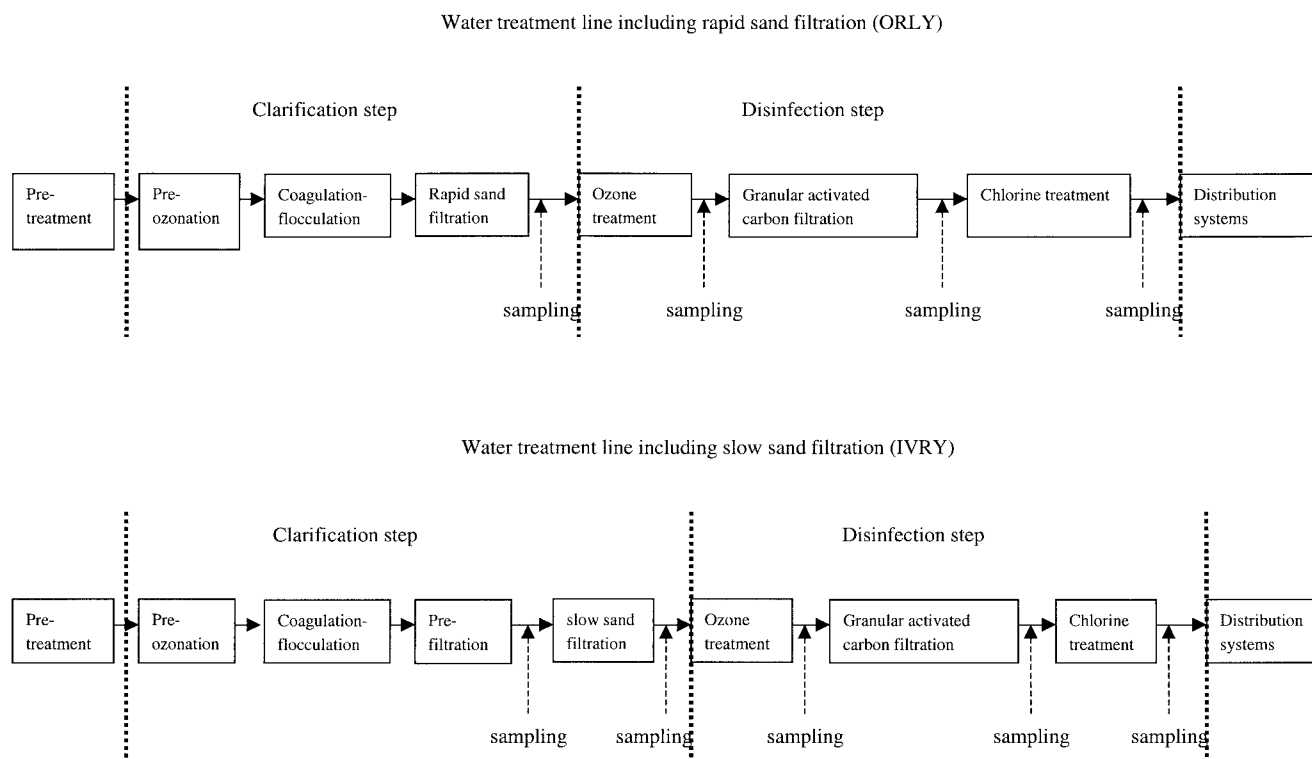 Water treatment line including rapid sand filtration (ORLY)
Clarification step
Disinfection step
Pre-
treatment
Pre-
ozonation
Coagulation-
flocculation
Rapid sand
filtration
Ozone
treatment
Granular activated
carbon filtration
Chlorine treatment
Distribution
systems
sampling
sampling
sampling
sampling
Water treatment line including slow sand filtration (IVRY)
Clarification step
Disinfection step
Pre-
treatment
Pre-
ozonation
Coagulation-
flocculation
Pre-
filtration
slow sand
filtration
Ozone
treatment
Granular activated
carbon filtration
Chlorine
treatment
Distribution
systems
sampling
sampling
sampling
sampling
sampling